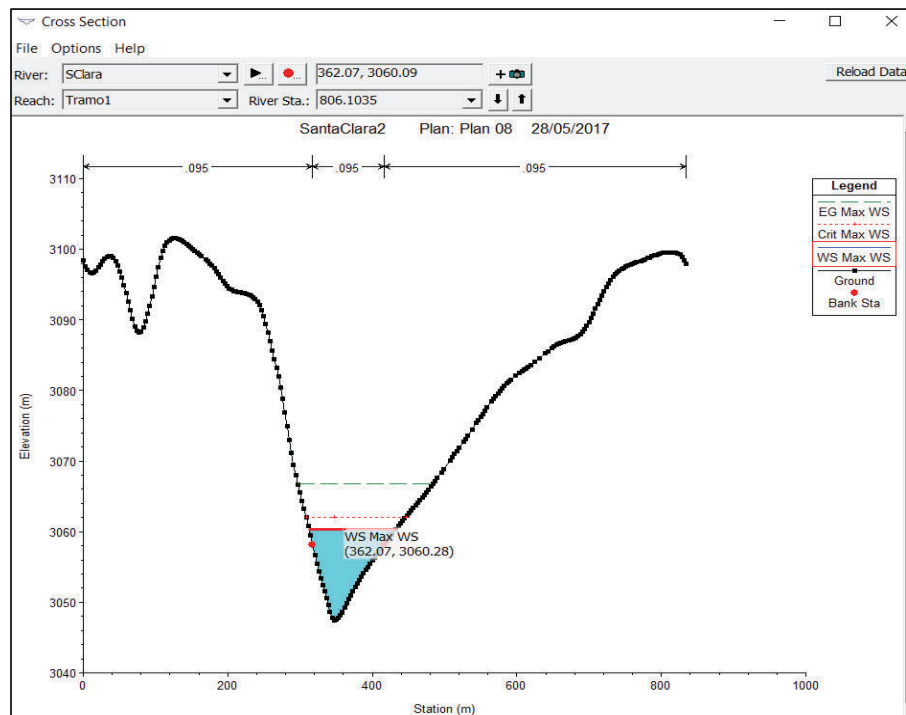 Cross Section
File Options Help
River: SClara 362.07, 3060.09 Reload Data
Reach: Tramo1 River Sta.: 806.1035
SantaClara2 Plan: Plan 08 28/05/2017
.095 .095 .095
Legend
EG Max WS
Crit Max WS
WS Max WS
Ground
Bank Sta
3110
3100
3090
3080
3070
3060
3050
3040
Elevation (m)
WS Max WS
(362.07, 3060.28)
0 200 400 600 800 1000
Station (m)